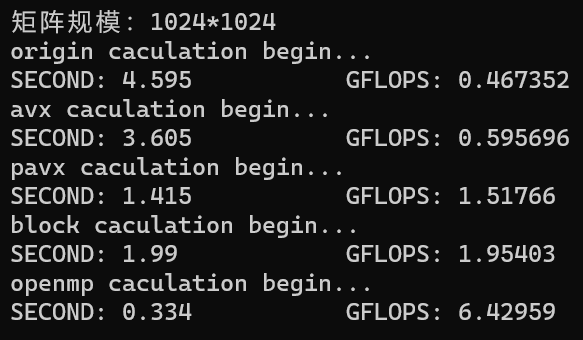 矩阵规模：1024*1024
origin caculation begin...
SECOND: 4.595 GFLOPS: 0.467352
avx caculation begin...
SECOND: 3.605 GFLOPS: 0.595696
pavx caculation begin...
SECOND: 1.415 GFLOPS: 1.51766
block caculation begin...
SECOND: 1.99 GFLOPS: 1.95403
openmp caculation begin...
SECOND: 0.334 GFLOPS: 6.42959